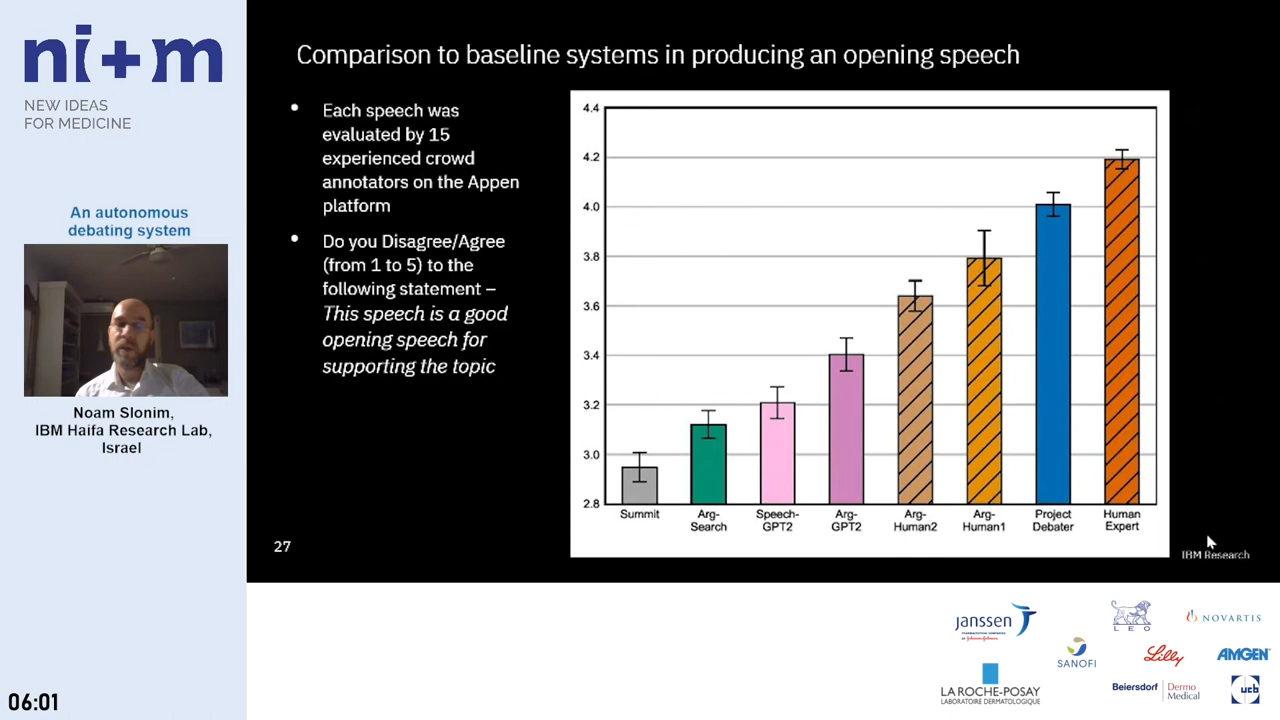 ni+m
NEW IDEAS
FOR MEDICINE
An autonomous
debating system
Noam Slonim,
IBM Haifa Research Lab,
Israel
06:01
Comparison to baseline systems in producing an opening speech
• Each speech was
evaluated by 15
experienced crowd
annotators on the Appen
platform
• Do you Disagree/Agree
(from 1 to 5) to the
following statement –
This speech is a good
opening speech for
supporting the topic
4.4
4.2
4.0
3.8
3.6
3.4
3.2
3.0
2.8
Summit
Arg-
Search
Speech-
GPT2
Arg-
GPT2
Arg-
Human2
Arg-
Human1
Project
Debater
Human
Expert
27
IBM Research
janssen
LEO
NOVARTIS
SANOFI
Lilly
AMGEN
LA ROCHE-POSAY
LABORATOIRE DERMATOLOGIQUE
Beiersdorf
Dermo
Medical
ucb